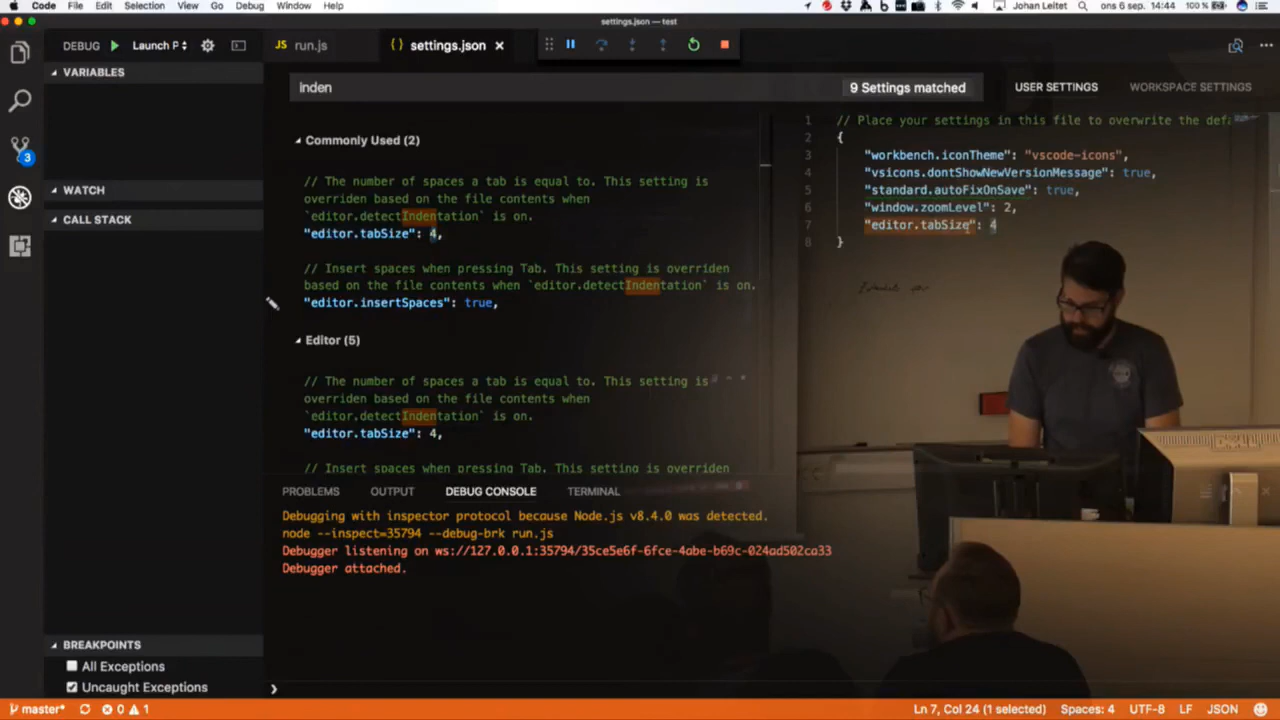 Code File Edit Selection View Go Debug Window Help
Johan Leitet ons 6 sep. 14:44 100 %
settings.json — test
DEBUG Launch P
run.js
settings.json
VARIABLES
WATCH
CALL STACK
3
Inden
9 Settings matched
USER SETTINGS
WORKSPACE SETTINGS
Commonly Used (2)
// The number of spaces a tab is equal to. This setting is
overriden based on the file contents when
`editor.detectIndentation` is on.
"editor.tabSize": 4,
// Insert spaces when pressing Tab. This setting is overriden
based on the file contents when `editor.detectIndentation` is on.
"editor.insertSpaces": true,
Editor (5)
// The number of spaces a tab is equal to. This setting is
overriden based on the file contents when
`editor.detectIndentation` is on.
"editor.tabSize": 4,
// Insert spaces when pressing Tab. This setting is overriden
1 // Place your settings in this file to overwrite the defa
2 {
3 "workbench.iconTheme": "vscode-icons",
4 "vsicons.dontShowNewVersionMessage": true,
5 "standard.autoFixOnSave": true,
6 "window.zoomLevel": 2,
7 "editor.tabSize": 4
8 }
DELL
PROBLEMS OUTPUT DEBUG CONSOLE TERMINAL
Debugging with inspector protocol because Node.js v8.4.0 was detected.
node --inspect=35794 --debug-brk run.js
Debugger listening on ws://127.0.0.1:35794/35ce5e6f-6fce-4abe-b69c-024ad502ca33
Debugger attached.
BREAKPOINTS
All Exceptions
Uncaught Exceptions
master* 0 1
Ln 7, Col 24 (1 selected) Spaces: 4 UTF-8 LF JSON